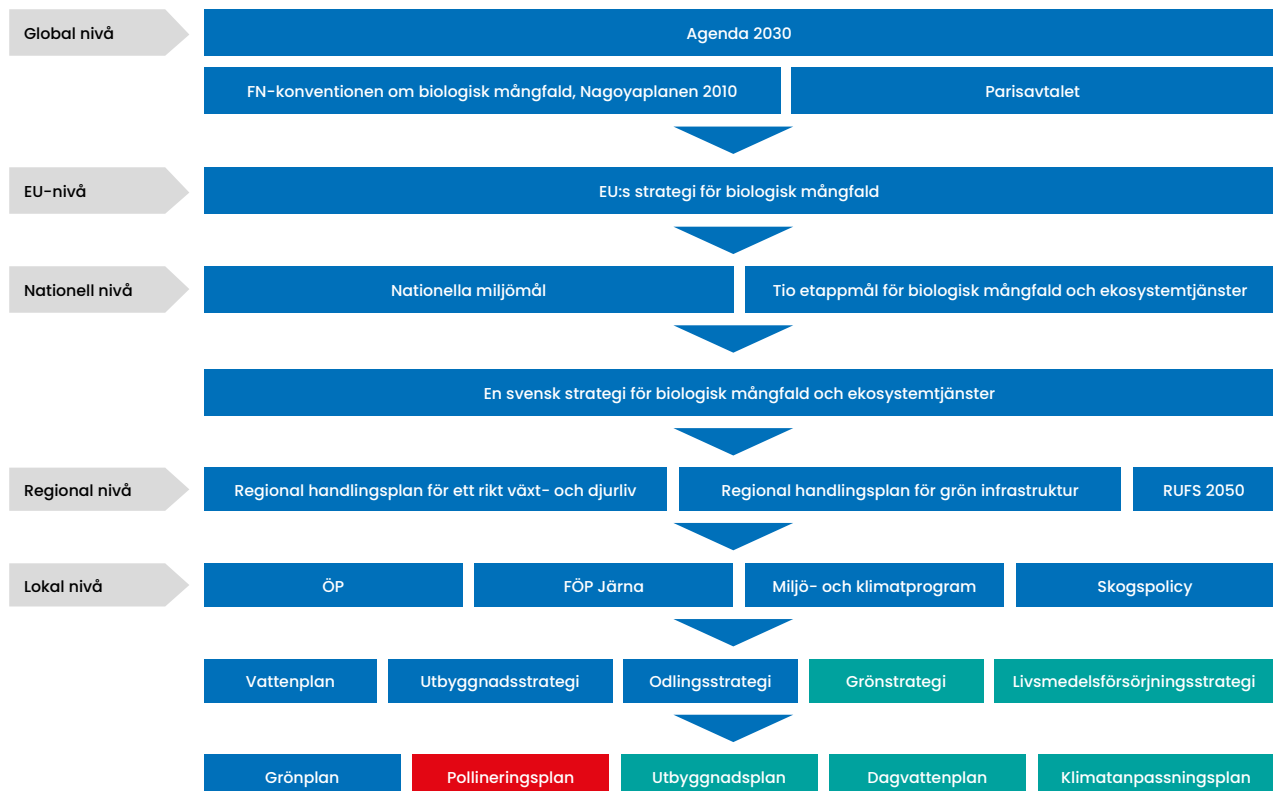 Global nivå
Agenda 2030
FN-konventionen om biologisk mångfald, Nagoyaplanen 2010
Parisavtalet
EU-nivå
EU:s strategi för biologisk mångfald
Nationell nivå
Nationella miljömål
Tio etappmål för biologisk mångfald och ekosystemtjänster
En svensk strategi för biologisk mångfald och ekosystemtjänster
Regional nivå
Regional handlingsplan för ett rikt växt- och djurliv
Regional handlingsplan för grön infrastruktur
RUFS 2050
Lokal nivå
ÖP
FÖP Järna
Miljö- och klimatprogram
Skogspolicy
Vattenplan
Utbyggnadsstrategi
Odlingsstrategi
Grönstrategi
Livsmedelsförsörjningsstrategi
Grönplan
Pollineringsplan
Utbyggnadsplan
Dagvattenplan
Klimatanpassningsplan